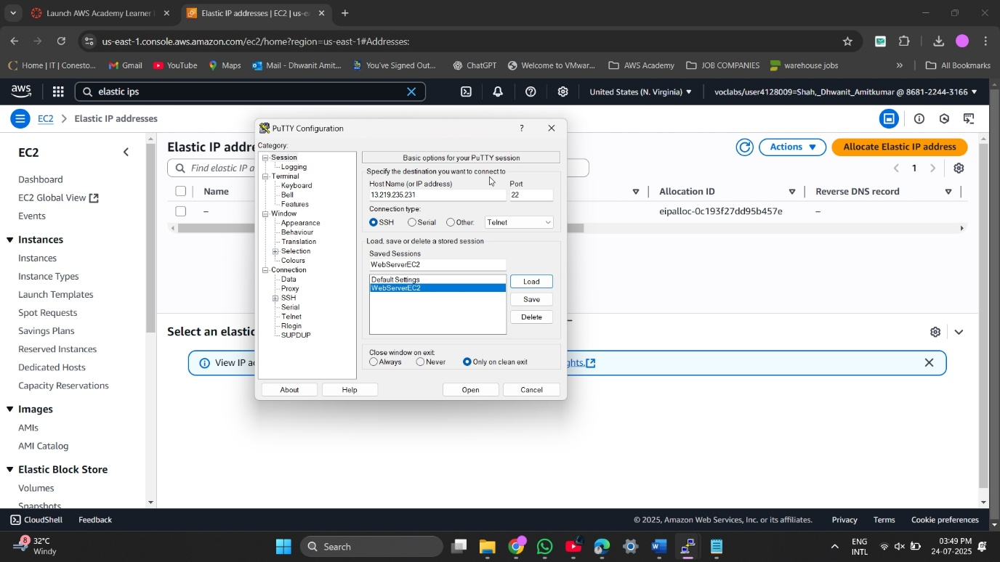 Launch AWS Academy Learner
Elastic IP addresses | EC2 | us-e
us-east-1.console.aws.amazon.com/ec2/home?region=us-east-1#Addresses:
Home | IT | Conesto...
Gmail
YouTube
Maps
Mail - Dhwanit Amit...
You've Signed Out...
ChatGPT
Welcome to VMwar...
AWS Academy
JOB COMPANIES
warehouse jobs
»
All Bookmarks
aws
elastic ips
United States (N. Virginia)
voclabs/user4128009=Shah,_Dhwanit_Amitkumar @ 8681-2244-3166
EC2 > Elastic IP addresses
EC2
Dashboard
EC2 Global View
Events
Instances
Instances
Instance Types
Launch Templates
Spot Requests
Savings Plans
Reserved Instances
Dedicated Hosts
Capacity Reservations
Images
AMIs
AMI Catalog
Elastic Block Store
Volumes
Snapshots
Elastic IP addre
Actions
Allocate Elastic IP address
Find elastic IP a
1
Name
Allocation ID
Reverse DNS record
–
eipalloc-0c193f27dd95b457e
–
Select an elastic
View IP a
hts.
PuTTY Configuration
?
Category:
Session
Logging
Terminal
Keyboard
Bell
Features
Window
Appearance
Behaviour
Translation
Selection
Colours
Connection
Data
Proxy
SSH
Serial
Telnet
Rlogin
SUPDUP
Basic options for your PuTTY session
Specify the destination you want to connect to
Host Name (or IP address)
Port
13.219.235.231
22
Connection type:
SSH
Serial
Other:
Telnet
Load, save or delete a stored session
Saved Sessions
WebServerEC2
Default Settings
WebServerEC2
Load
Save
Delete
Close window on exit:
Always
Never
Only on clean exit
About
Help
Open
Cancel
CloudShell
Feedback
© 2025, Amazon Web Services, Inc. or its affiliates.
Privacy
Terms
Cookie preferences
8
32°C
Windy
Search
ENG
INTL
03:49 PM
24-07-2025